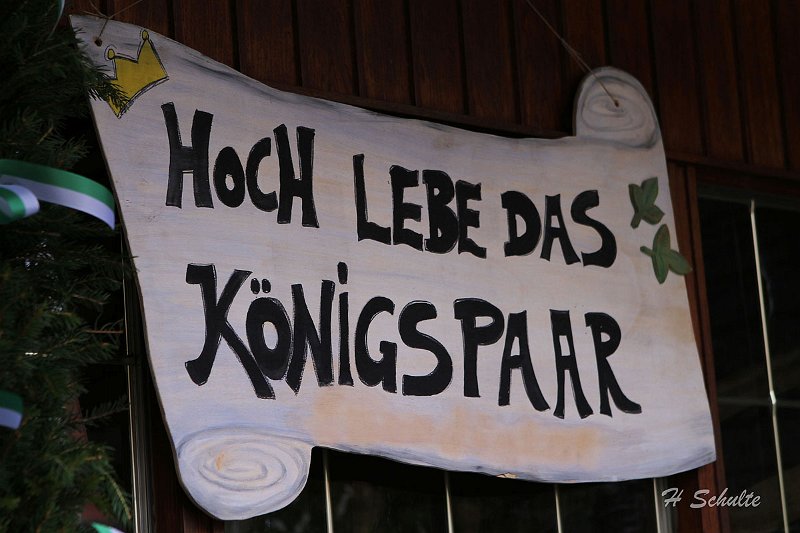 HOCH LEBE DAS
KÖNiGSPAAR
H Schulte